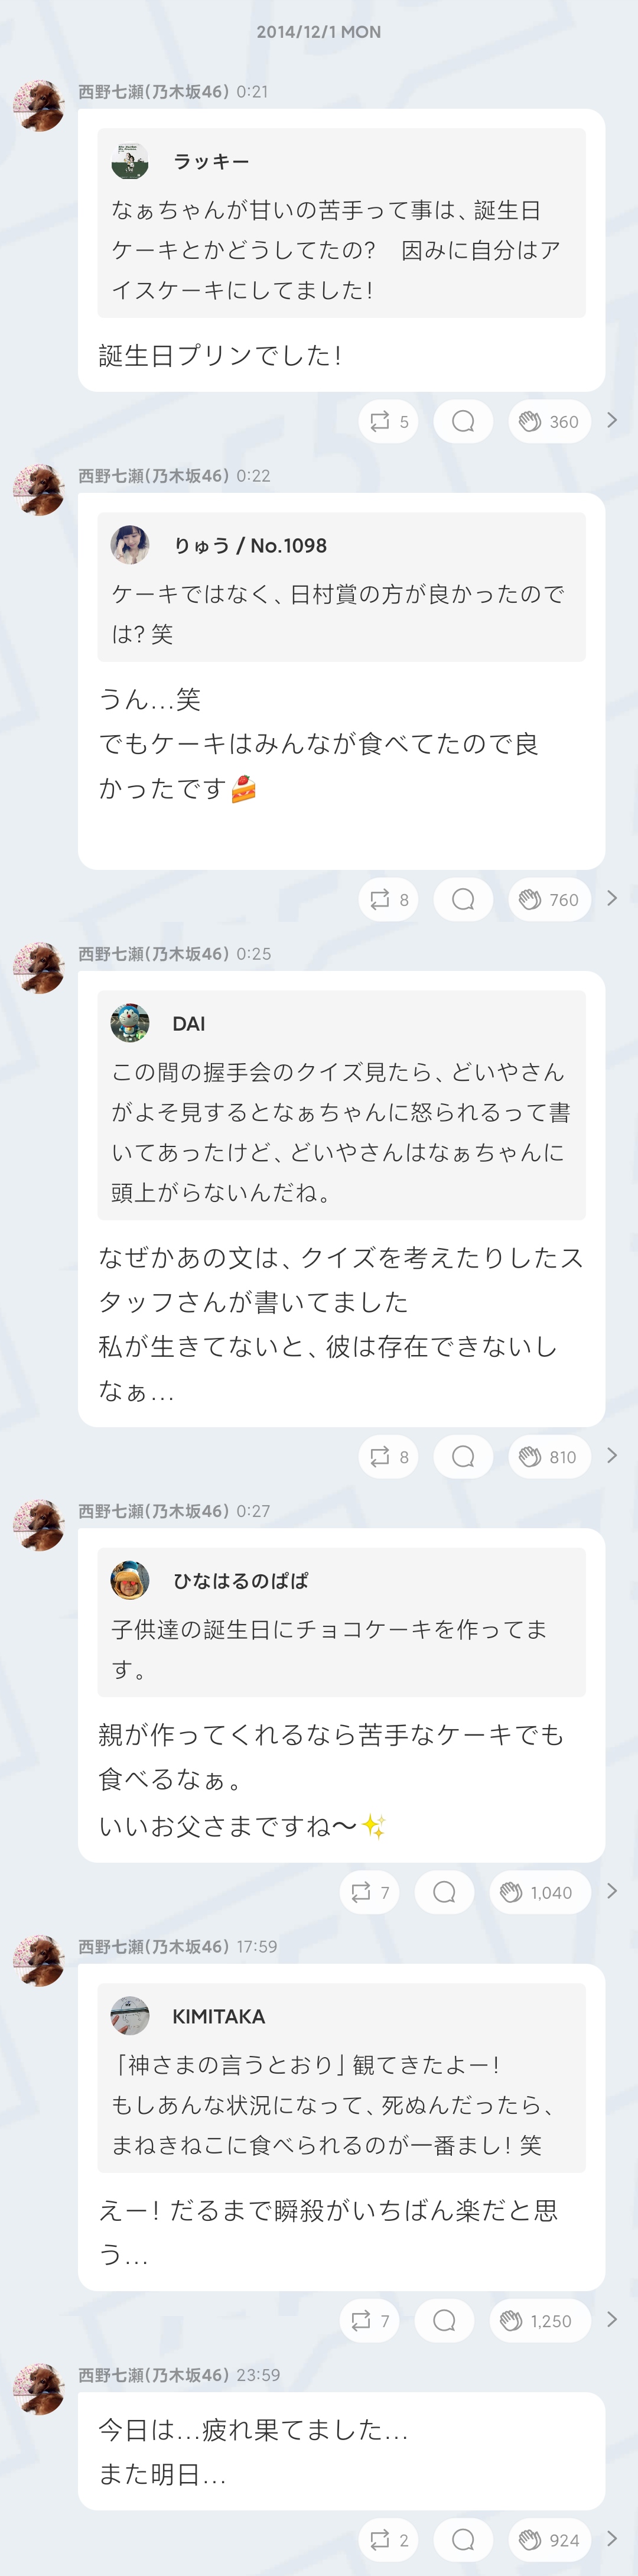 2014/12/1 MON
西野七瀬(乃木坂46) 0:21
ラッキー
なぁちゃんが甘いの苦手って事は、誕生日
ケーキとかどうしてたの?　因みに自分はア
イスケーキにしてました!
誕生日プリンでした!
5 360
西野七瀬(乃木坂46) 0:22
りゅう / No.1098
ケーキではなく、日村賞の方が良かったので
は? 笑
うん...笑
でもケーキはみんなが食べてたので良
かったです🍰
8 760
西野七瀬(乃木坂46) 0:25
DAI
この間の握手会のクイズ見たら、どいやさん
がよそ見するとなぁちゃんに怒られるって書
いてあったけど、どいやさんはなぁちゃんに
頭上がらないんだね。
なぜかあの文は、クイズを考えたりしたス
タッフさんが書いてました
私が生きてないと、彼は存在できないし
なぁ...
8 810
西野七瀬(乃木坂46) 0:27
ひなはるのぱぱ
子供達の誕生日にチョコケーキを作ってま
す。
親が作ってくれるなら苦手なケーキでも
食べるなぁ。
いいお父さまですね〜✨
7 1,040
西野七瀬(乃木坂46) 17:59
KIMITAKA
「神さまの言うとおり」観てきたよー!
もしあんな状況になって、死ぬんだったら、
まねきねこに食べられるのが一番まし! 笑
えー! だるまで瞬殺がいちばん楽だと思
う...
7 1,250
西野七瀬(乃木坂46) 23:59
今日は...疲れ果てました...
また明日...
2 924